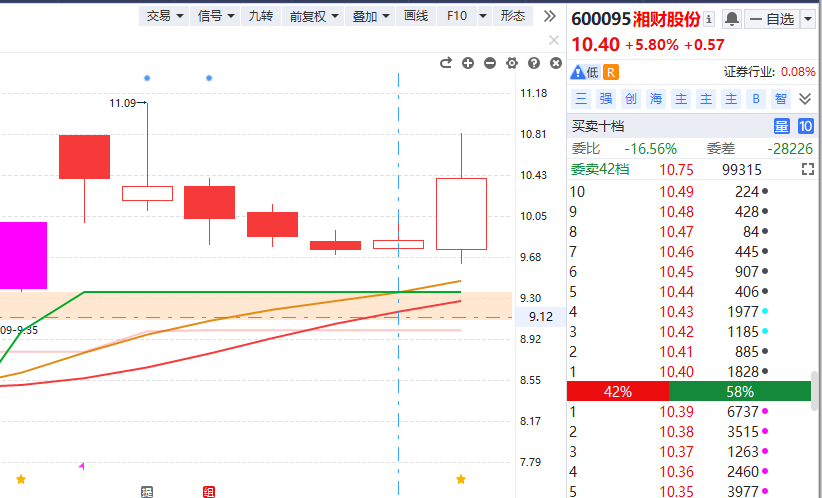 交易 信号 九转 前复权 叠加 画线 F10 形态
600095 湘财股份 自选
10.40 +5.80% +0.57
低 R 证券行业: 0.08%
三 强 创 海 主 主 主 B 智
买卖十档 量 10
委比 -16.56% 委差 -28226
委卖42档 10.75 99315
10 10.49 224
9 10.48 428
8 10.47 84
7 10.46 445
6 10.45 907
5 10.44 406
4 10.43 1977
3 10.42 1185
2 10.41 885
1 10.40 1828
42% 58%
1 10.39 6737
2 10.38 3515
3 10.37 1263
4 10.36 2460
5 10.35 3977
11.09
09-9.35
11.18
10.81
10.43
10.05
9.68
9.30
9.12
8.92
8.55
8.17
7.79